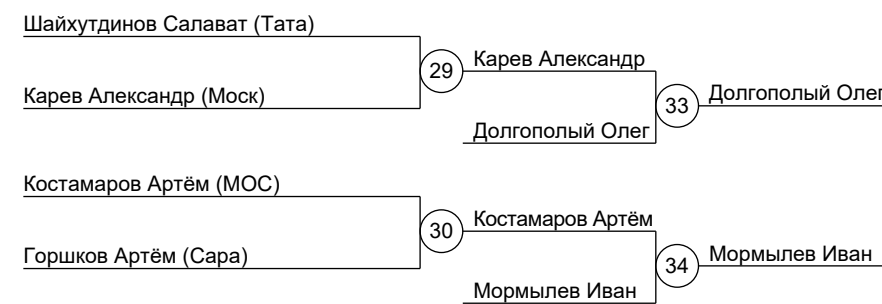 Шайхутдинов Салават (Тата)
29
Карев Александр
Карев Александр (Моск)
33
Долгополый Олег
Долгополый Олег
Костамаров Артём (МОС)
30
Костамаров Артём
Горшков Артём (Сара)
34
Мормылев Иван
Мормылев Иван